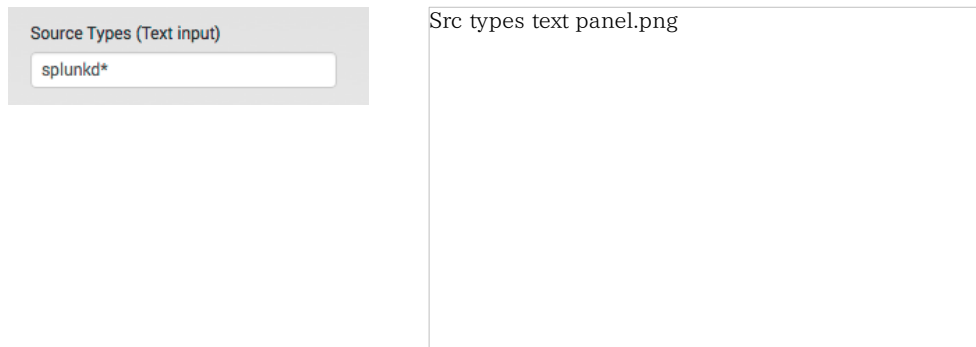 Source Types (Text input)
splunkd*
Src types text panel.png